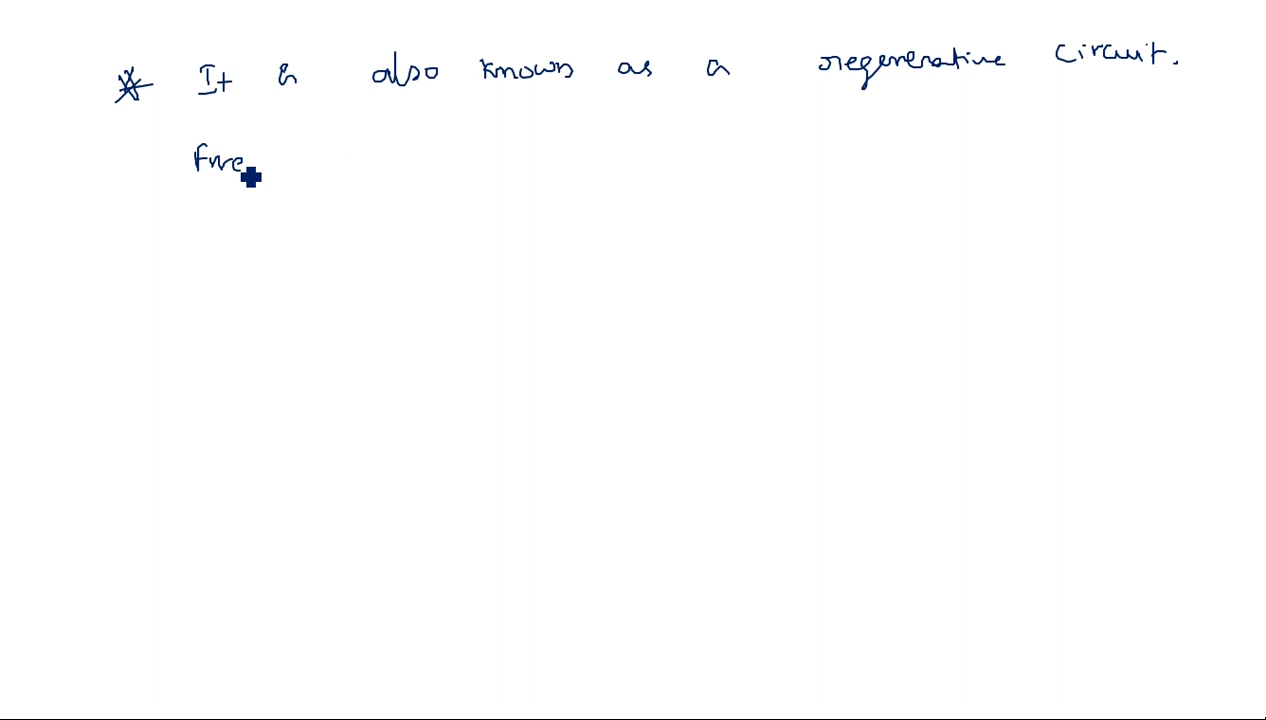 * It is also known as a regenerative circuit.
Fre